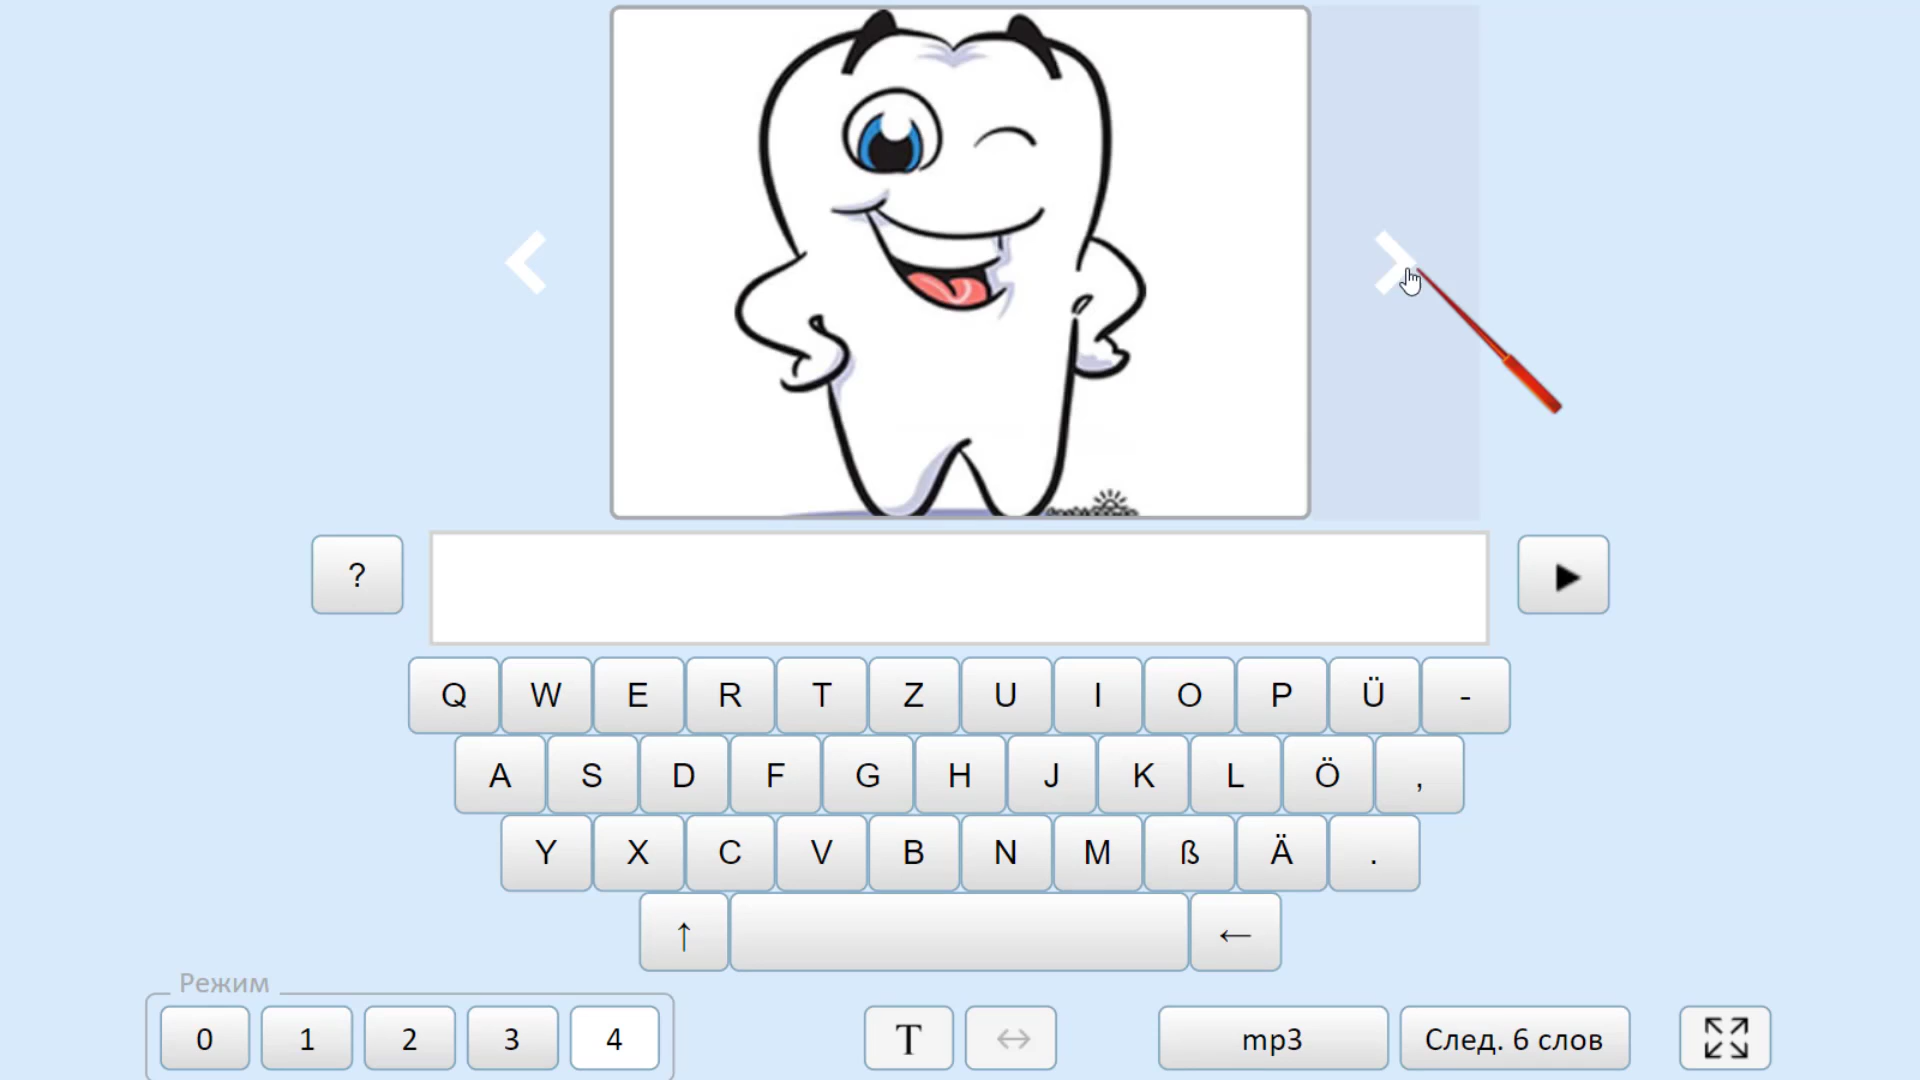 ?
Q W E R T Z U I O P Ü -
A S D F G H J K L Ö ,
Y X C V B N M ß Ä .
↑ ←
Режим
0 1 2 3 4 T ↔ mp3 След. 6 слов